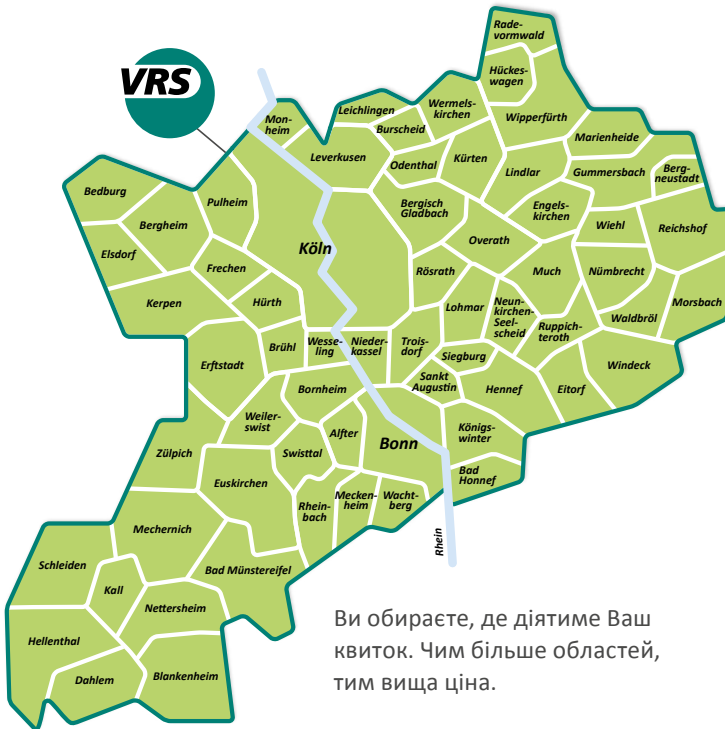 Rade-
vormwald
VRS
Hückes-
wagen
Mon-
heim
Leichlingen
Wermels-
kirchen
Wipperfürth
Burscheid
Marienheide
Leverkusen
Odenthal
Kürten
Lindlar
Gummersbach
Berg-
neustadt
Bedburg
Bergheim
Pulheim
Bergisch
Gladbach
Engels-
kirchen
Wiehl
Reichshof
Elsdorf
Köln
Overath
Frechen
Rösrath
Much
Nümbrecht
Kerpen
Hürth
Lohmar
Neun-
kirchen-
Seel-
scheid
Ruppich-
teroth
Waldbröl
Morsbach
Erftstadt
Brühl
Wesse-
ling
Nieder-
kassel
Trois-
dorf
Siegburg
Windeck
Bornheim
Sankt
Augustin
Hennef
Eitorf
Weiler-
swist
Alfter
Bonn
Königs-
winter
Zülpich
Swisttal
Euskirchen
Bad
Honnef
Rhein-
bach
Mecken-
heim
Wacht-
berg
Mechernich
Rhein
Schleiden
Bad Münstereifel
Kall
Nettersheim
Hellenthal
Dahlem
Blankenheim
Ви обираєте, де діятиме Ваш
квиток. Чим більше областей,
тим вища ціна.